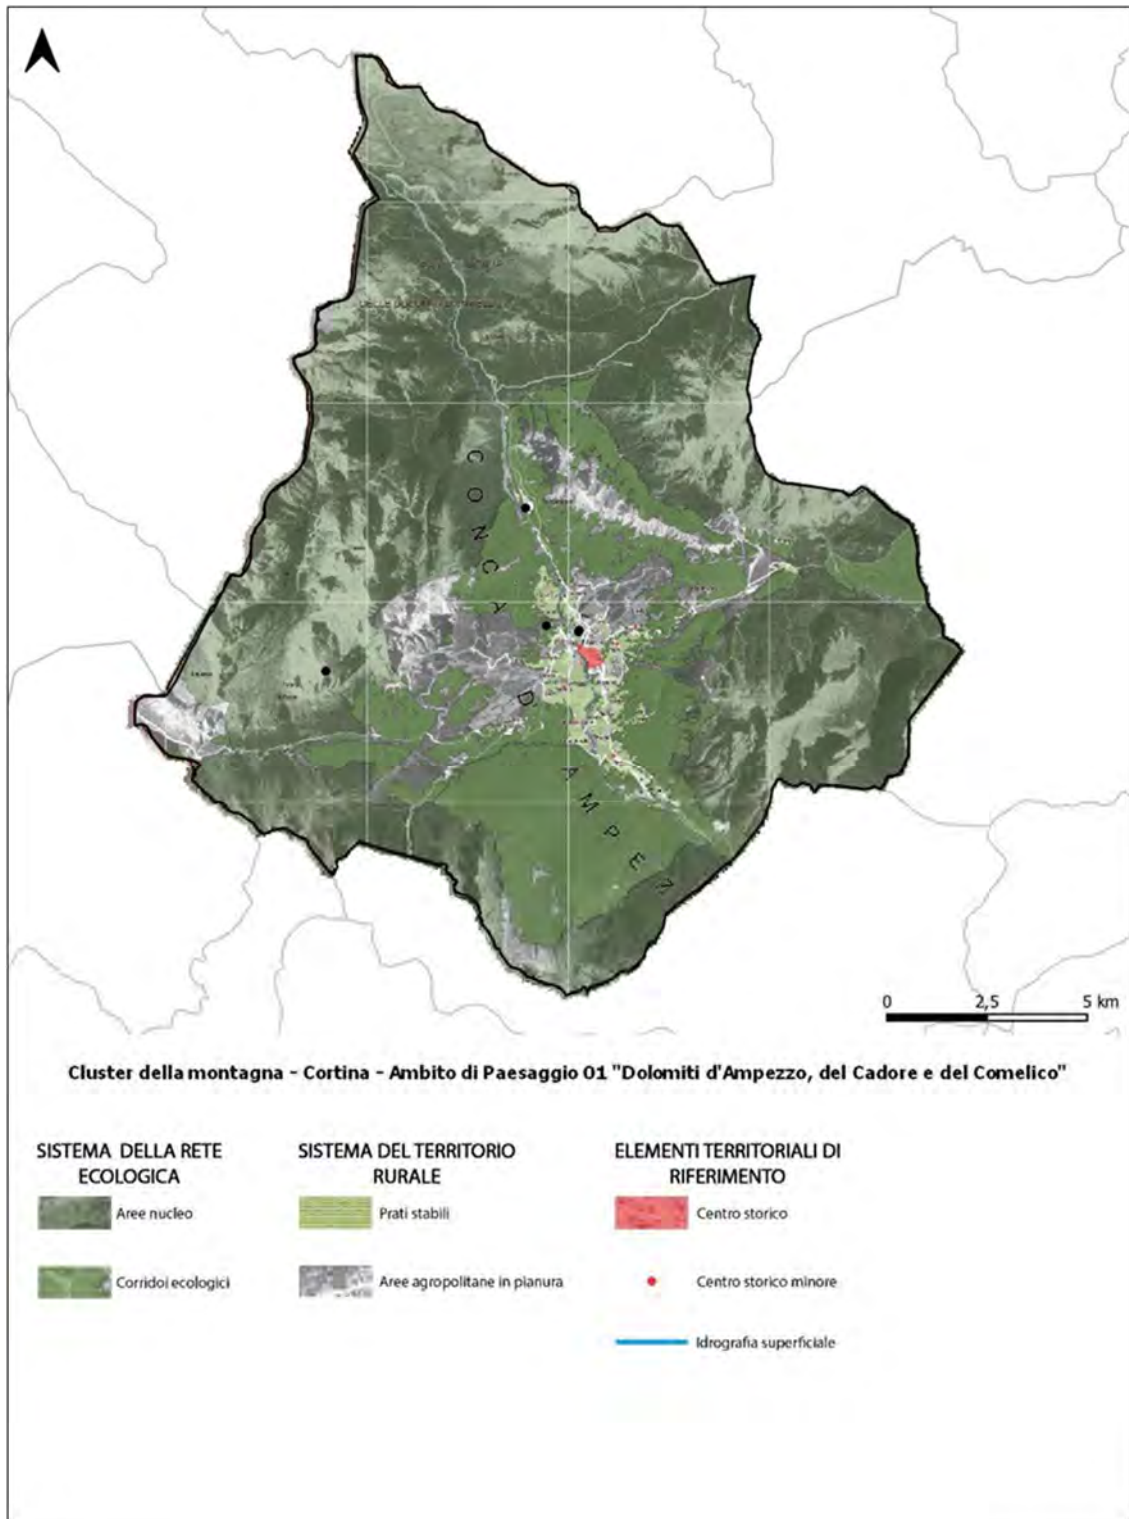 CONCA
D
AMPEZ
0 2,5 5 km
Cluster della montagna - Cortina - Ambito di Paesaggio 01 "Dolomiti d'Ampezzo, del Cadore e del Comelico"
SISTEMA DELLA RETE
ECOLOGICA
Aree nucleo
Corridoi ecologici
SISTEMA DEL TERRITORIO
RURALE
Prati stabili
Aree agropolitane in pianura
ELEMENTI TERRITORIALI DI
RIFERIMENTO
Centro storico
Centro storico minore
Idrografia superficiale